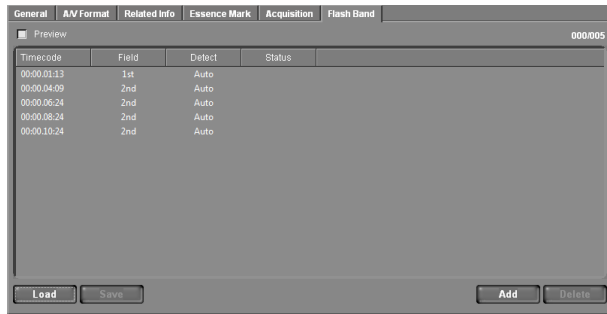 General A/V Format Related Info Essence Mark Acquisition Flash Band
Preview 000/005
Timecode Field Detect Status
00:00.01:13 1st Auto
00:00.04:09 2nd Auto
00:00.06:24 2nd Auto
00:00.08:24 2nd Auto
00:00.10:24 2nd Auto
Load Save Add Delete